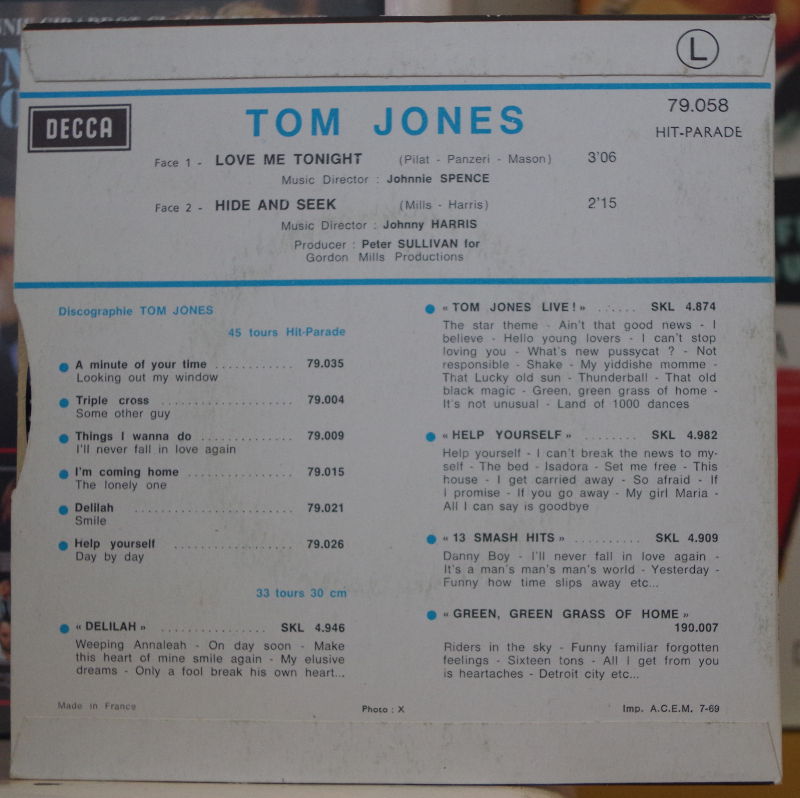 L
DECCA
TOM JONES
79.058
HIT-PARADE
Face 1 - LOVE ME TONIGHT (Pilat - Panzeri - Mason) 3'06
Music Director : Johnnie SPENCE
Face 2 - HIDE AND SEEK (Mills - Harris) 2'15
Music Director : Johnny HARRIS
Producer : Peter SULLIVAN for
Gordon Mills Productions
Discographie TOM JONES
45 tours Hit-Parade
A minute of your time ............ 79.035
Looking out my window
Triple cross ................ 79.004
Some other guy
Things I wanna do .............. 79.009
I'll never fall in love again
I'm coming home ............... 79.015
The lonely one
Delilah ....................... 79.021
Smile
Help yourself .................. 79.026
Day by day
33 tours 30 cm
« DELILAH » ................ SKL 4.946
Weeping Annaleah - On day soon - Make
this heart of mine smile again - My elusive
dreams - Only a fool break his own heart...
« TOM JONES LIVE ! » ...... SKL 4.874
The star theme - Ain't that good news - I
believe - Hello young lovers - I can't stop
loving you - What's new pussycat ? - Not
responsible - Shake - My yiddishe momme -
That Lucky old sun - Thunderball - That old
black magic - Green, green grass of home -
It's not unusual - Land of 1000 dances
« HELP YOURSELF » ........ SKL 4.982
Help yourself - I can't break the news to my-
self - The bed - Isadora - Set me free - This
house - I get carried away - So afraid - If
I promise - If you go away - My girl Maria -
All I can say is goodbye
« 13 SMASH HITS » .......... SKL 4.909
Danny Boy - I'll never fall in love again -
It's a man's man's man's world - Yesterday -
Funny how time slips away etc...
« GREEN, GREEN GRASS OF HOME »
190.007
Riders in the sky - Funny familiar forgotten
feelings - Sixteen tons - All I get from you
is heartaches - Detroit city etc...
Made in France
Photo : X
Imp. A.C.E.M. 7-69